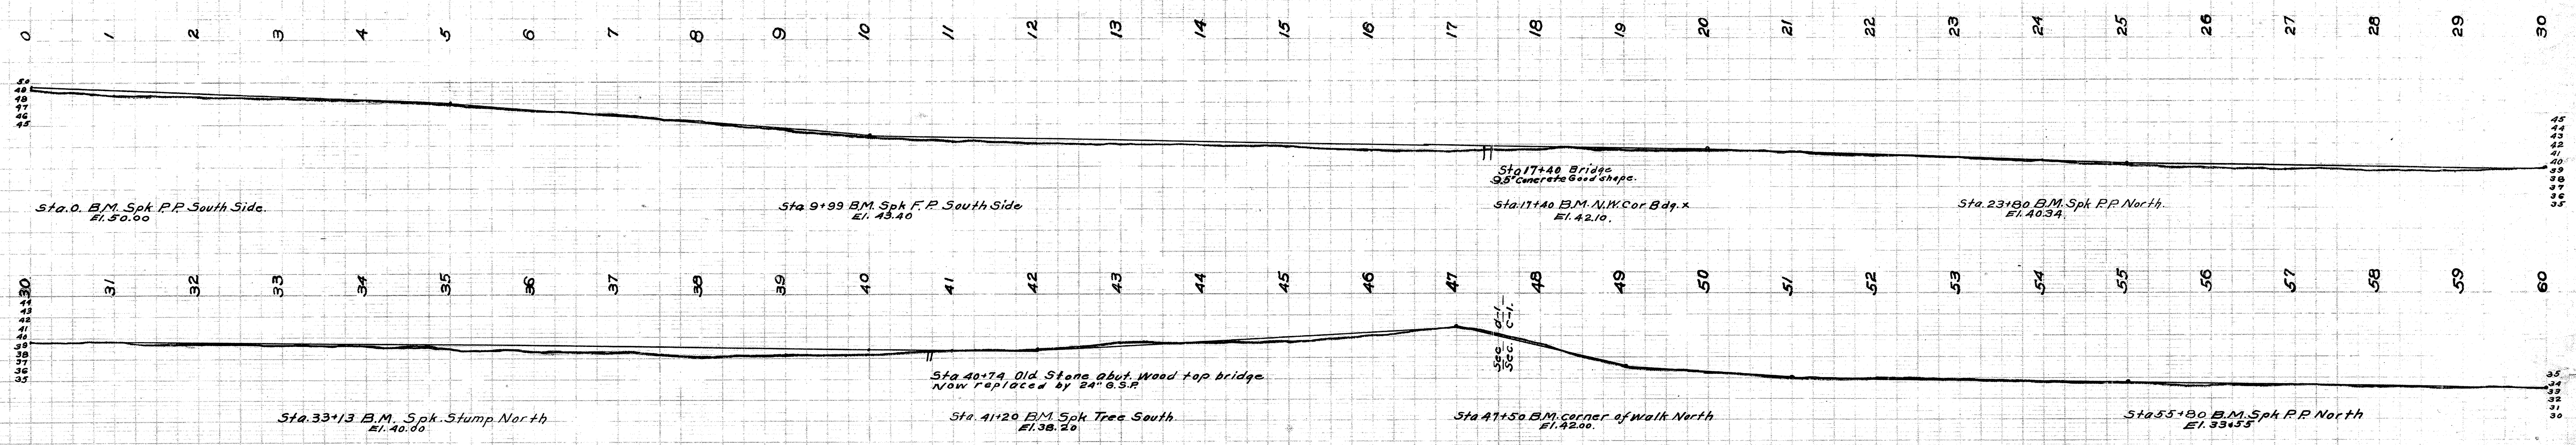 0 1 2 3 4 5 6 7 8 9 10 11 12 13 14 15 16 17 18 19 20 21 22 23 24 25 26 27 28 29 30
50
49
48
47
46
45
45
44
43
42
41
40
39
38
37
36
35
Sta 17+40 Bridge
9.5' Concrete Good shape.
Sta. 0. B.M. Spk P.P. South Side.
El. 50.00
Sta 9+99 B.M. Spk F.P. South Side
El. 43.40
Sta. 17+40 B.M. N.W. Cor Bdg. x
El. 42.10.
Sta. 23+80 B.M. Spk P.P. North.
El. 40.34.
30 31 32 33 34 35 36 37 38 39 40 41 42 43 44 45 46 47 48 49 50 51 52 53 54 55 56 57 58 59 60
44
43
42
41
40
39
38
37
36
35
Sec. d-1.
Sec. C-1.
35
34
33
32
31
30
Sta 40+74 Old Stone abut. Wood top bridge
Now replaced by 24" G.S.P.
Sta. 33+13 B.M. Spk. Stump North
El. 40.00
Sta. 41+20 B.M. Spk Tree South
El. 38.20
Sta 47+50 B.M. corner of walk North
El. 42.00.
Sta 55+80 B.M. Spk P.P. North
El. 33+55